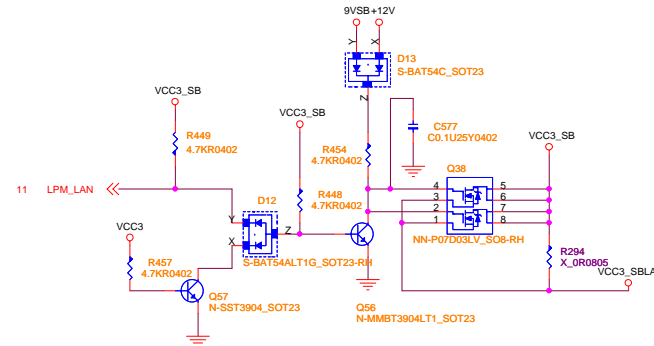 9VSB +12V
Y
X
D13
S-BAT54C_SOT23
Z
VCC3_SB
R449
4.7KR0402
VCC3_SB
R454
4.7KR0402
C577
C0.1U25Y0402
VCC3_SB
11 LPM_LAN
R448
4.7KR0402
Q38
4
3
2
1
5
6
7
8
NN-P07D03LV_SO8-RH
D12
Y
X
Z
S-BAT54ALT1G_SOT23-RH
VCC3
R457
4.7KR0402
R294
X_0R0805
VCC3_SBLA
Q57
N-SST3904_SOT23
Q56
N-MMBT3904LT1_SOT23